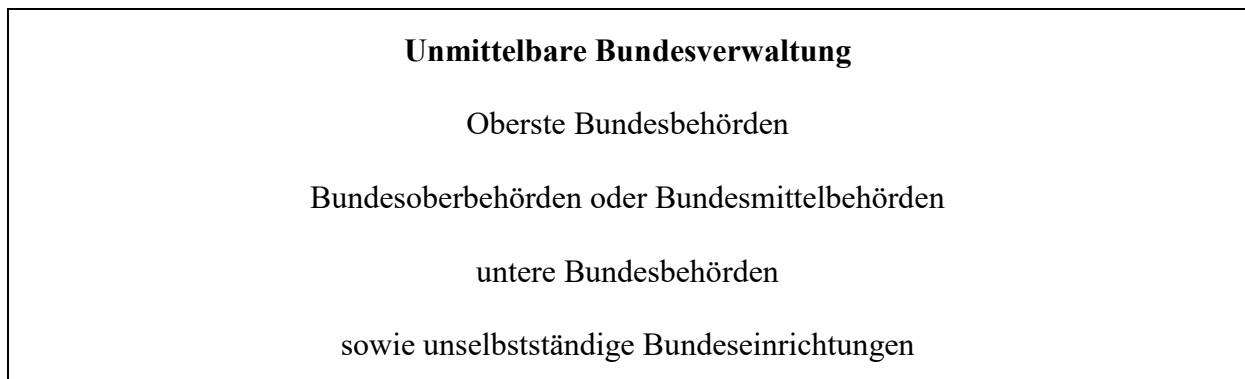 Unmittelbare Bundesverwaltung
Oberste Bundesbehörden
Bundesoberbehörden oder Bundesmittelbehörden
untere Bundesbehörden
sowie unselbstständige Bundeseinrichtungen